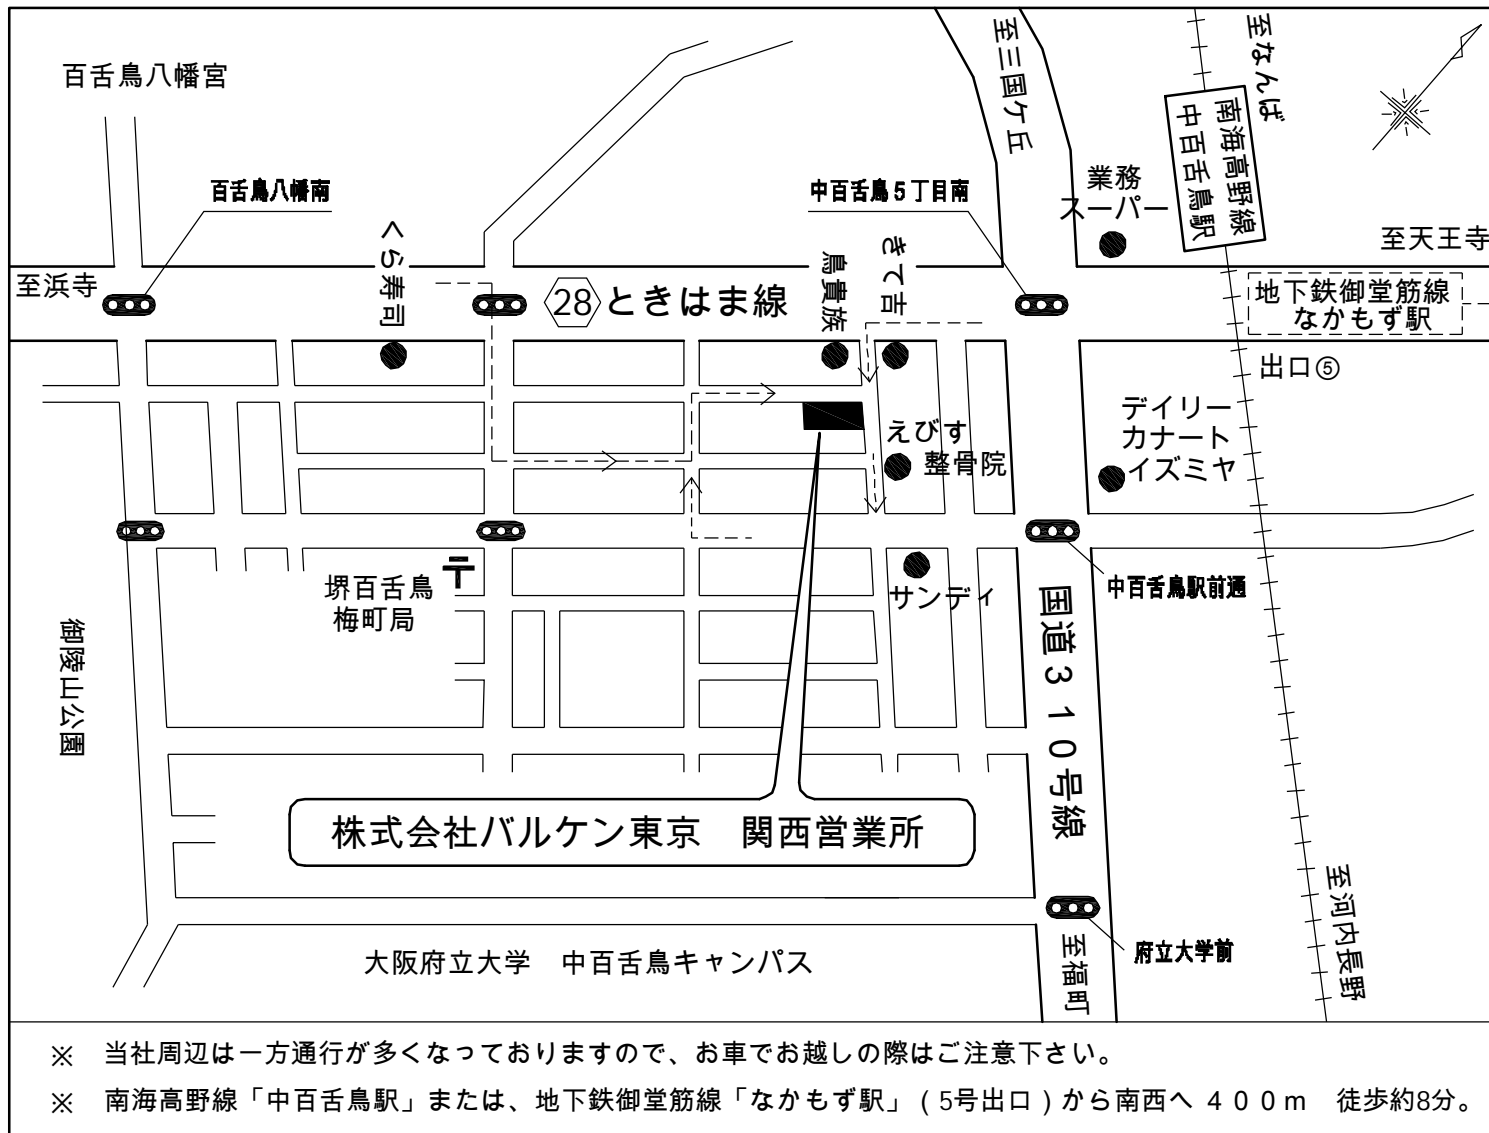 百舌鳥八幡宮
至三国ケ丘
至なんば
南海高野線
中百舌鳥駅
百舌鳥八幡南
中百舌鳥5丁目南
業務
スーパー
至天王寺
くら寿司
鳥貴族
きて吉
至浜寺
28
ときはま線
地下鉄御堂筋線
なかもず駅
出口⑤
デイリー
カナート
イズミヤ
えびす
整骨院
〒
堺百舌鳥
梅町局
サンディ
中百舌鳥駅前通
国道310号線
御陵山公園
株式会社バルケン東京　関西営業所
至河内長野
府立大学前
至福町
大阪府立大学　中百舌鳥キャンパス
※　当社周辺は一方通行が多くなっておりますので、お車でお越しの際はご注意下さい。
※　南海高野線「中百舌鳥駅」または、地下鉄御堂筋線「なかもず駅」(5号出口)から南西へ ４００ｍ　徒歩約8分。